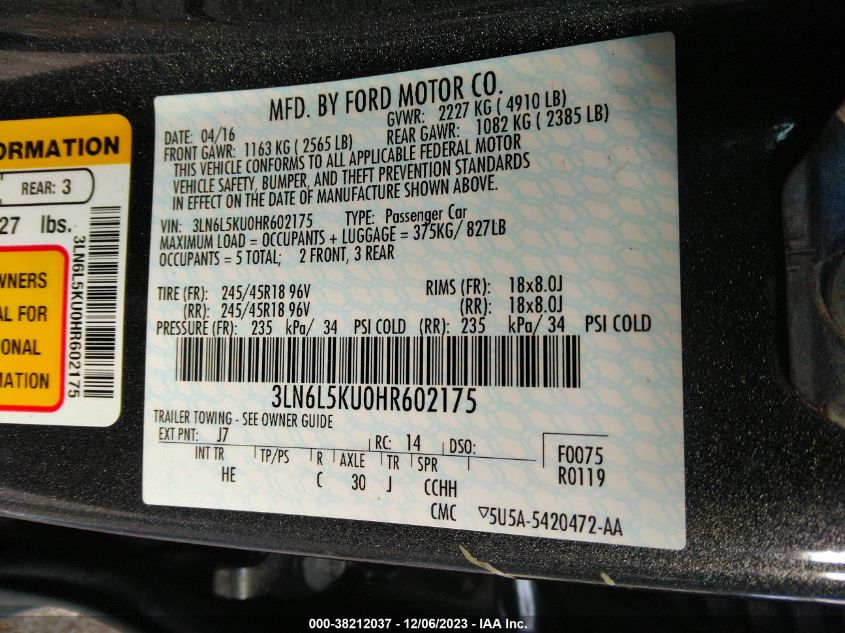 ORMATION
REAR: 3
27 lbs.
3LN6L5KU0HR602175
WNERS
AL FOR
ONAL
MATION
MFD. BY FORD MOTOR CO.
DATE: 04/16 GVWR: 2227 KG ( 4910 LB)
FRONT GAWR: 1163 KG ( 2565 LB) REAR GAWR: 1082 KG ( 2385 LB)
THIS VEHICLE CONFORMS TO ALL APPLICABLE FEDERAL MOTOR
VEHICLE SAFETY, BUMPER, AND THEFT PREVENTION STANDARDS
IN EFFECT ON THE DATE OF MANUFACTURE SHOWN ABOVE.
VIN: 3LN6L5KU0HR602175 TYPE: Passenger Car
MAXIMUM LOAD = OCCUPANTS + LUGGAGE = 375KG/ 827LB
OCCUPANTS = 5 TOTAL; 2 FRONT, 3 REAR
TIRE (FR): 245/45R18 96V RIMS (FR): 18x8.0J
(RR): 245/45R18 96V (RR): 18x8.0J
PRESSURE (FR): 235 kPa/ 34 PSI COLD (RR): 235 kPa/ 34 PSI COLD
3LN6L5KU0HR602175
TRAILER TOWING - SEE OWNER GUIDE
EXT PNT: J7 RC: 14 DSO:
INT TR TP/PS R AXLE TR SPR
HE C 30 J CCHH
F0075
R0119
CMC ▽5U5A-5420472-AA
000-38212037 - 12/06/2023 - IAA Inc.